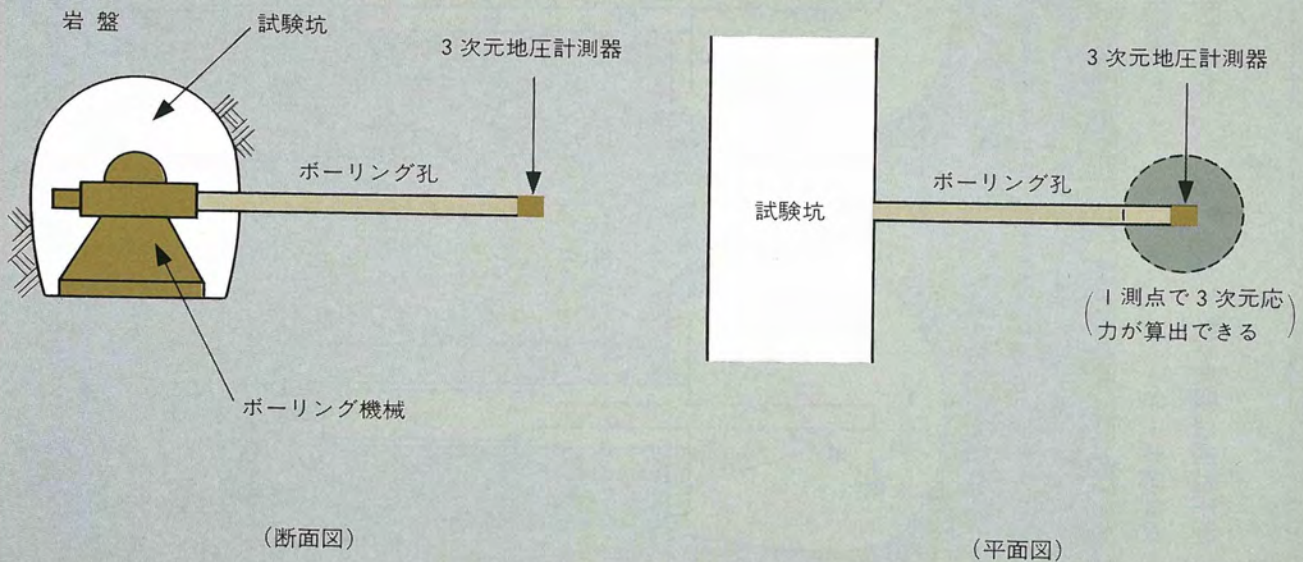 岩 盤
試験坑
3次元地圧計測器
ボーリング孔
ボーリング機械
(断面図)
3次元地圧計測器
ボーリング孔
試験坑
(1測点で3次元応
力が算出できる)
(平面図)